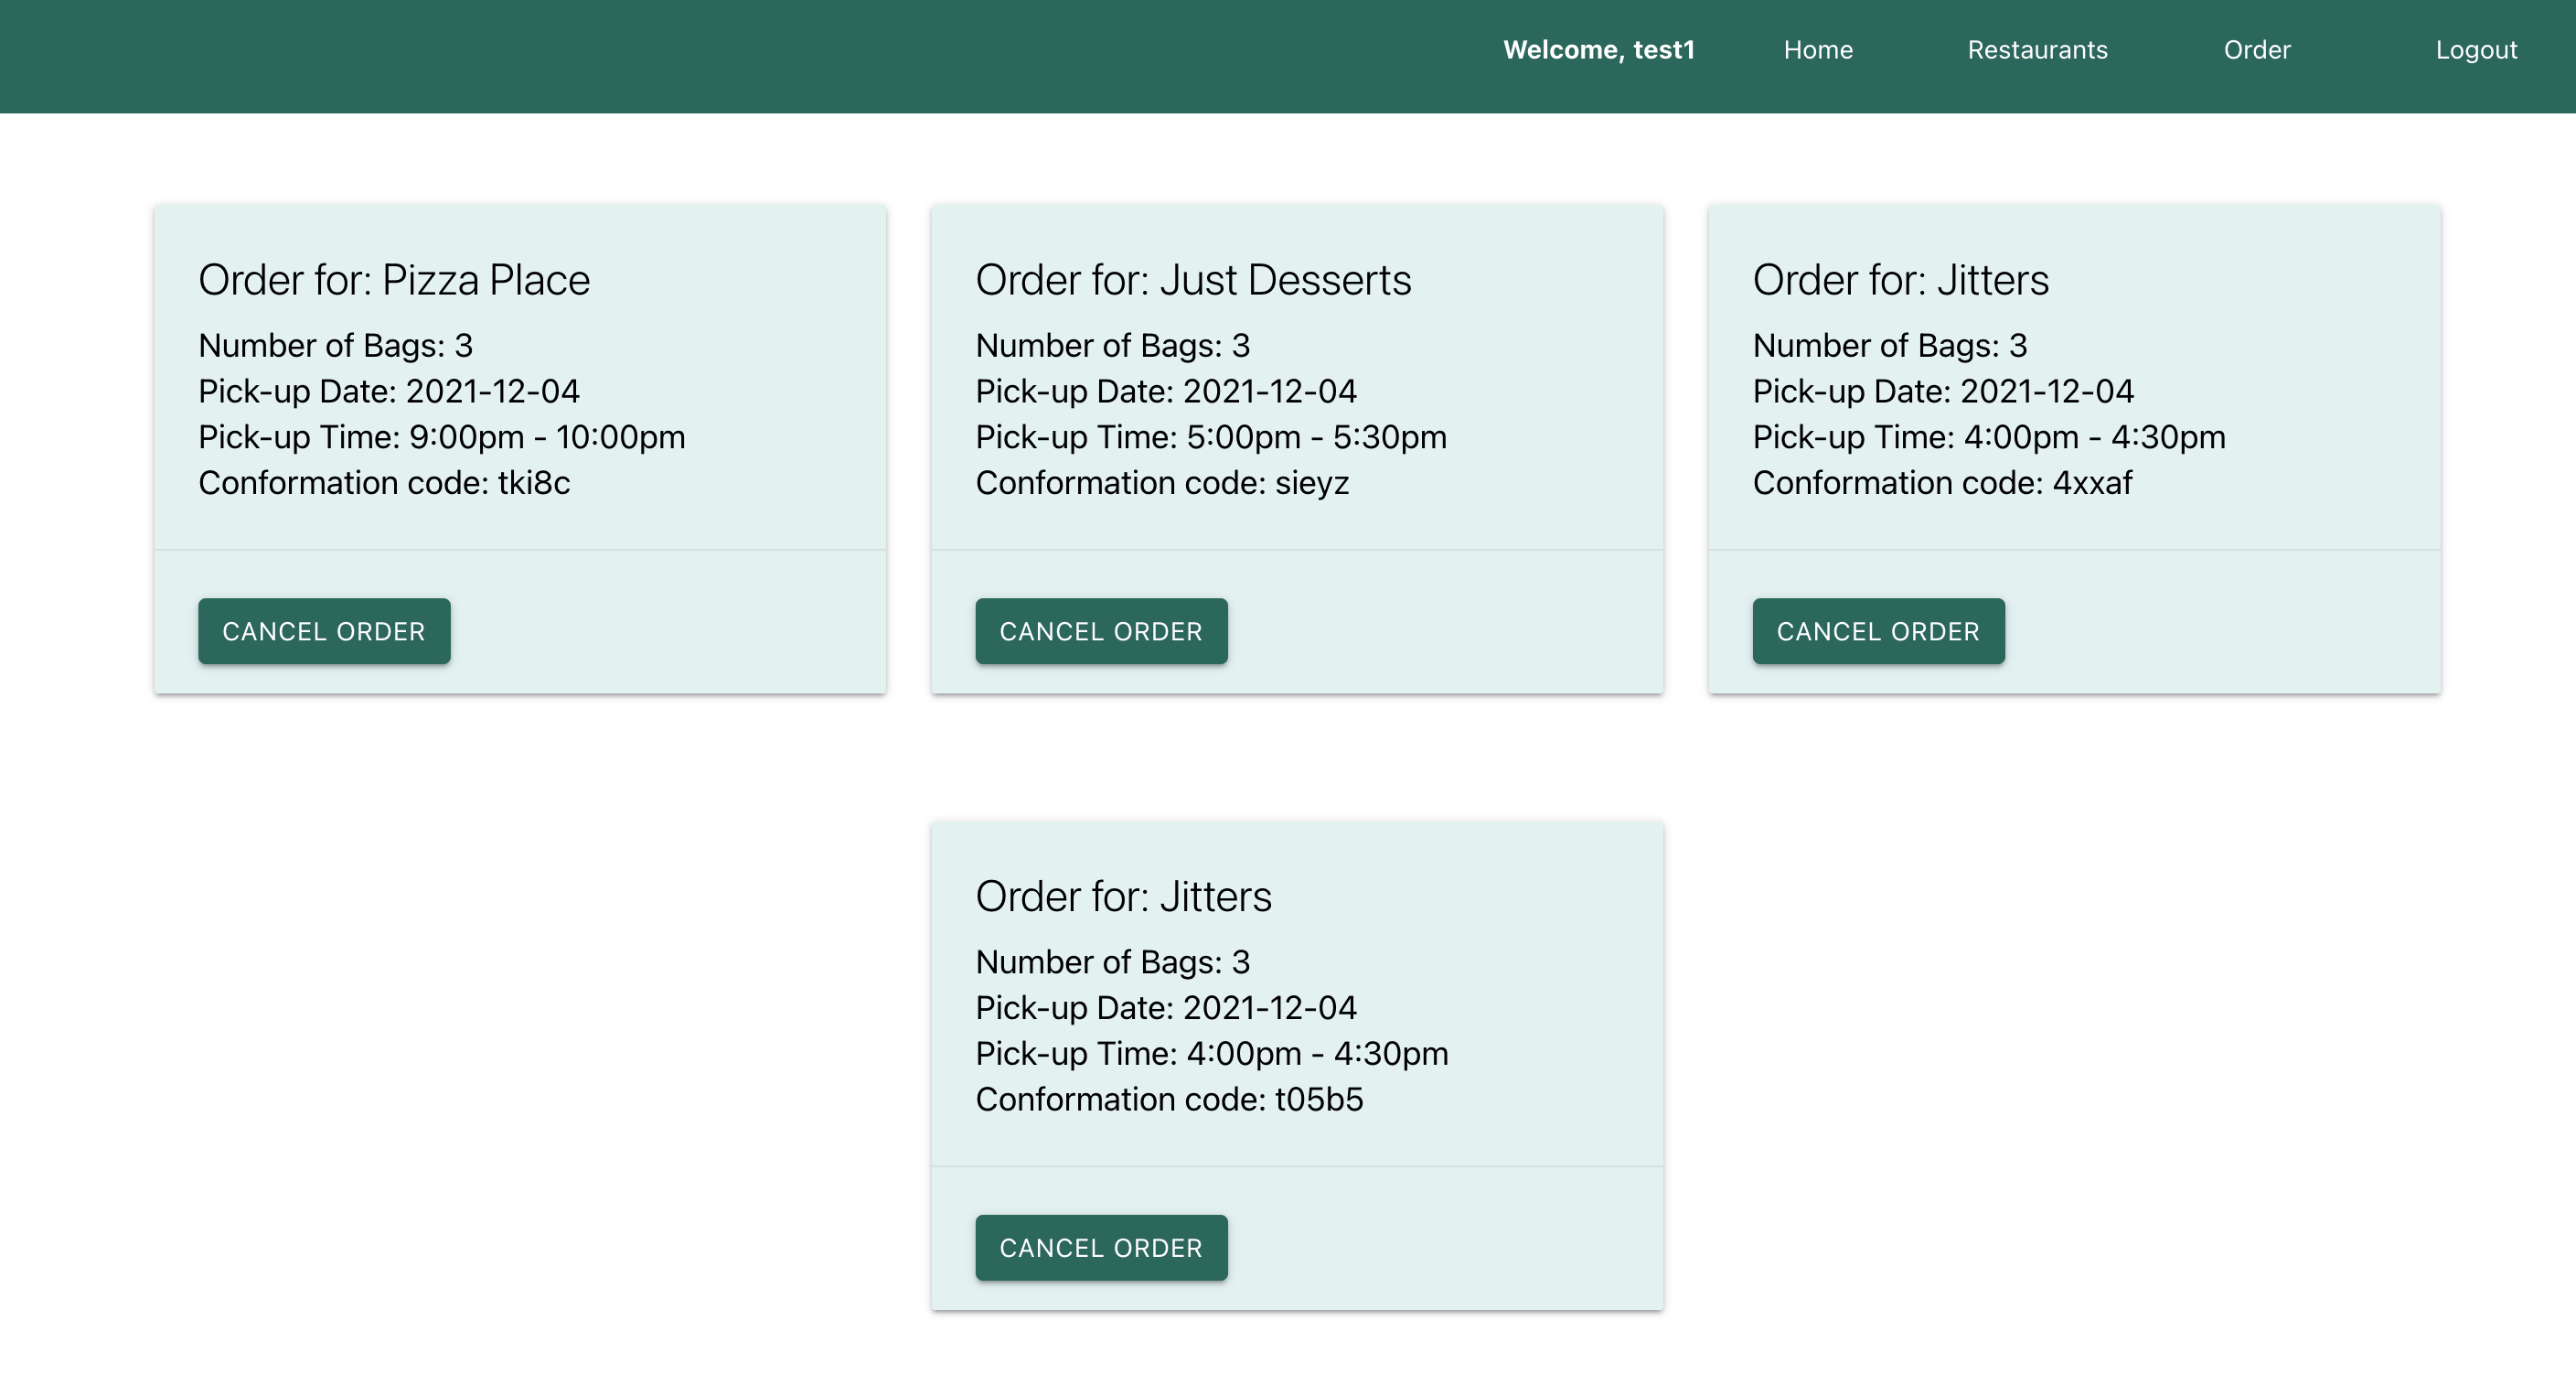 Welcome, test1 Home Restaurants Order Logout
Order for: Pizza Place
Number of Bags: 3
Pick-up Date: 2021-12-04
Pick-up Time: 9:00pm - 10:00pm
Conformation code: tki8c
CANCEL ORDER
Order for: Just Desserts
Number of Bags: 3
Pick-up Date: 2021-12-04
Pick-up Time: 5:00pm - 5:30pm
Conformation code: sieyz
CANCEL ORDER
Order for: Jitters
Number of Bags: 3
Pick-up Date: 2021-12-04
Pick-up Time: 4:00pm - 4:30pm
Conformation code: 4xxaf
CANCEL ORDER
Order for: Jitters
Number of Bags: 3
Pick-up Date: 2021-12-04
Pick-up Time: 4:00pm - 4:30pm
Conformation code: t05b5
CANCEL ORDER